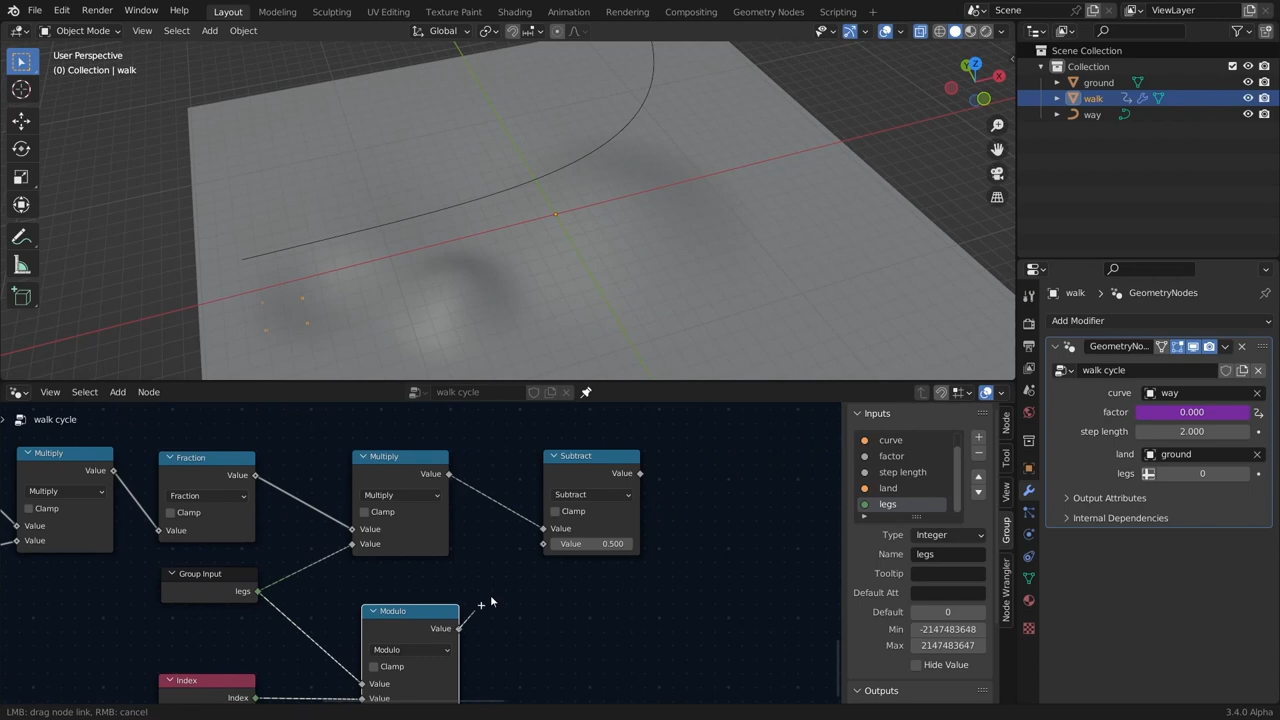 File Edit Render Window Help Layout Modeling Sculpting UV Editing Texture Paint Shading Animation Rendering Compositing Geometry Nodes Scripting Scene ViewLayer
Object Mode View Select Add Object Global
User Perspective
(0) Collection | walk
X
Y
Z
Scene Collection
Collection
ground
walk
way
walk > GeometryNodes
Add Modifier
GeometryNo...
walk cycle
curve way
factor 0.000
step length 2.000
land ground
legs 0
Output Attributes
Internal Dependencies
View Select Add Node walk cycle
walk cycle
Multiply
Value
Multiply
Clamp
Value
Value
Fraction
Value
Fraction
Clamp
Value
Multiply
Value
Multiply
Clamp
Value
Value
Subtract
Value
Subtract
Clamp
Value
Value 0.500
Group Input
legs
Modulo
Value
Modulo
Clamp
Value
Value
Index
Index
Inputs
curve
factor
step length
land
legs
Type Integer
Name legs
Tooltip
Default Att
Default 0
Min -2147483648
Max 2147483647
Hide Value
Outputs
Node
Tool
View
Group
Node Wrangler
LMB: drag node link, RMB: cancel
3.4.0 Alpha